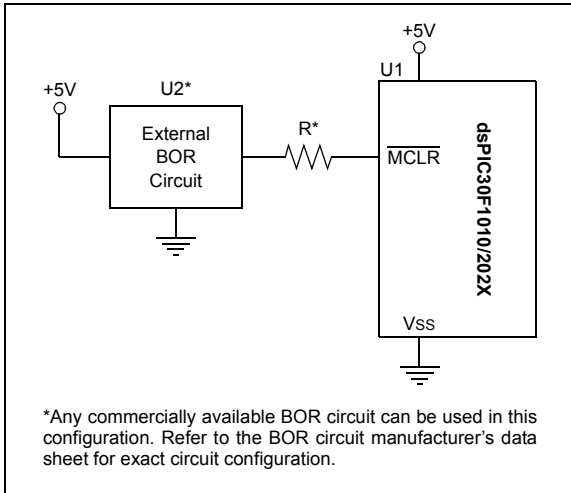 +5V
U1
+5V
U2*
External
BOR
Circuit
R*
MCLR
dsPIC30F1010/202X
VSS
*Any commercially available BOR circuit can be used in this
configuration. Refer to the BOR circuit manufacturer's data
sheet for exact circuit configuration.